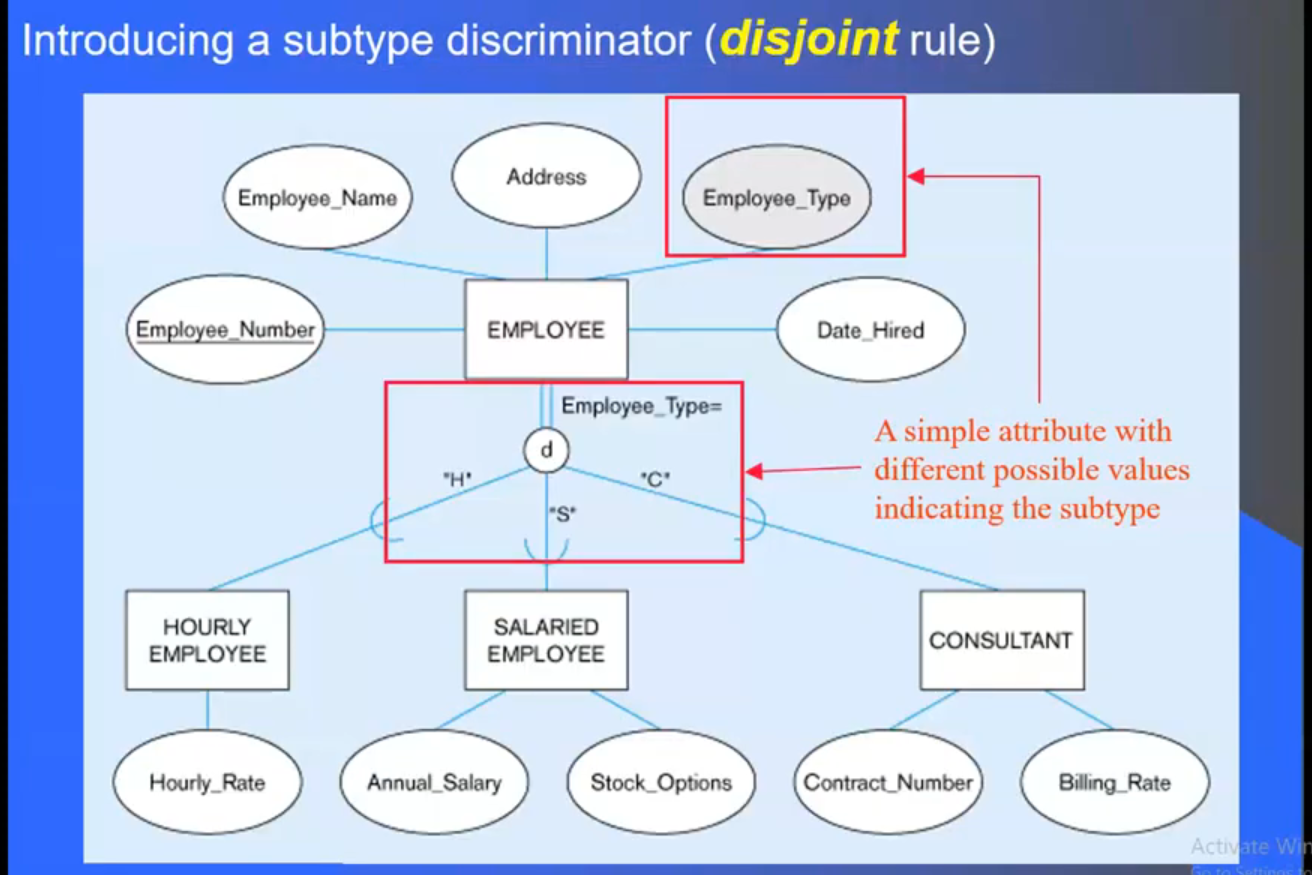 Introducing a subtype discriminator (disjoint rule)
Address
Employee_Name
Employee_Type
Employee_Number
EMPLOYEE
Date_Hired
Employee_Type=
d
"H"
"S"
"C"
A simple attribute with
different possible values
indicating the subtype
HOURLY
EMPLOYEE
SALARIED
EMPLOYEE
CONSULTANT
Hourly_Rate
Annual_Salary
Stock_Options
Contract_Number
Billing_Rate
Activate Win
Go to Settings to